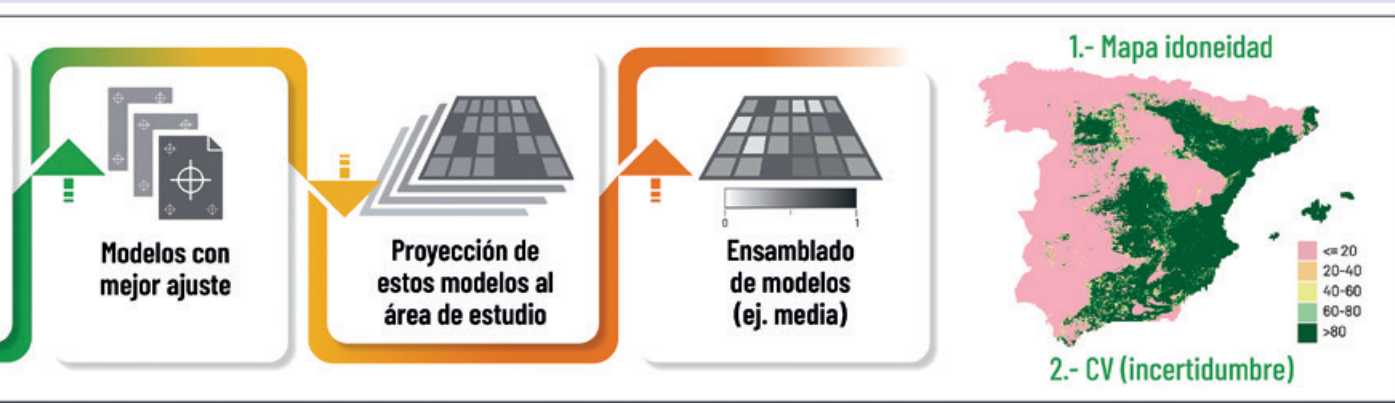 Modelos con
mejor ajuste
Proyección de
estos modelos al
área de estudio
0
1
Ensamblado
de modelos
(ej. media)
1.- Mapa idoneidad
<= 20
20-40
40-60
60-80
>80
2.- CV (incertidumbre)